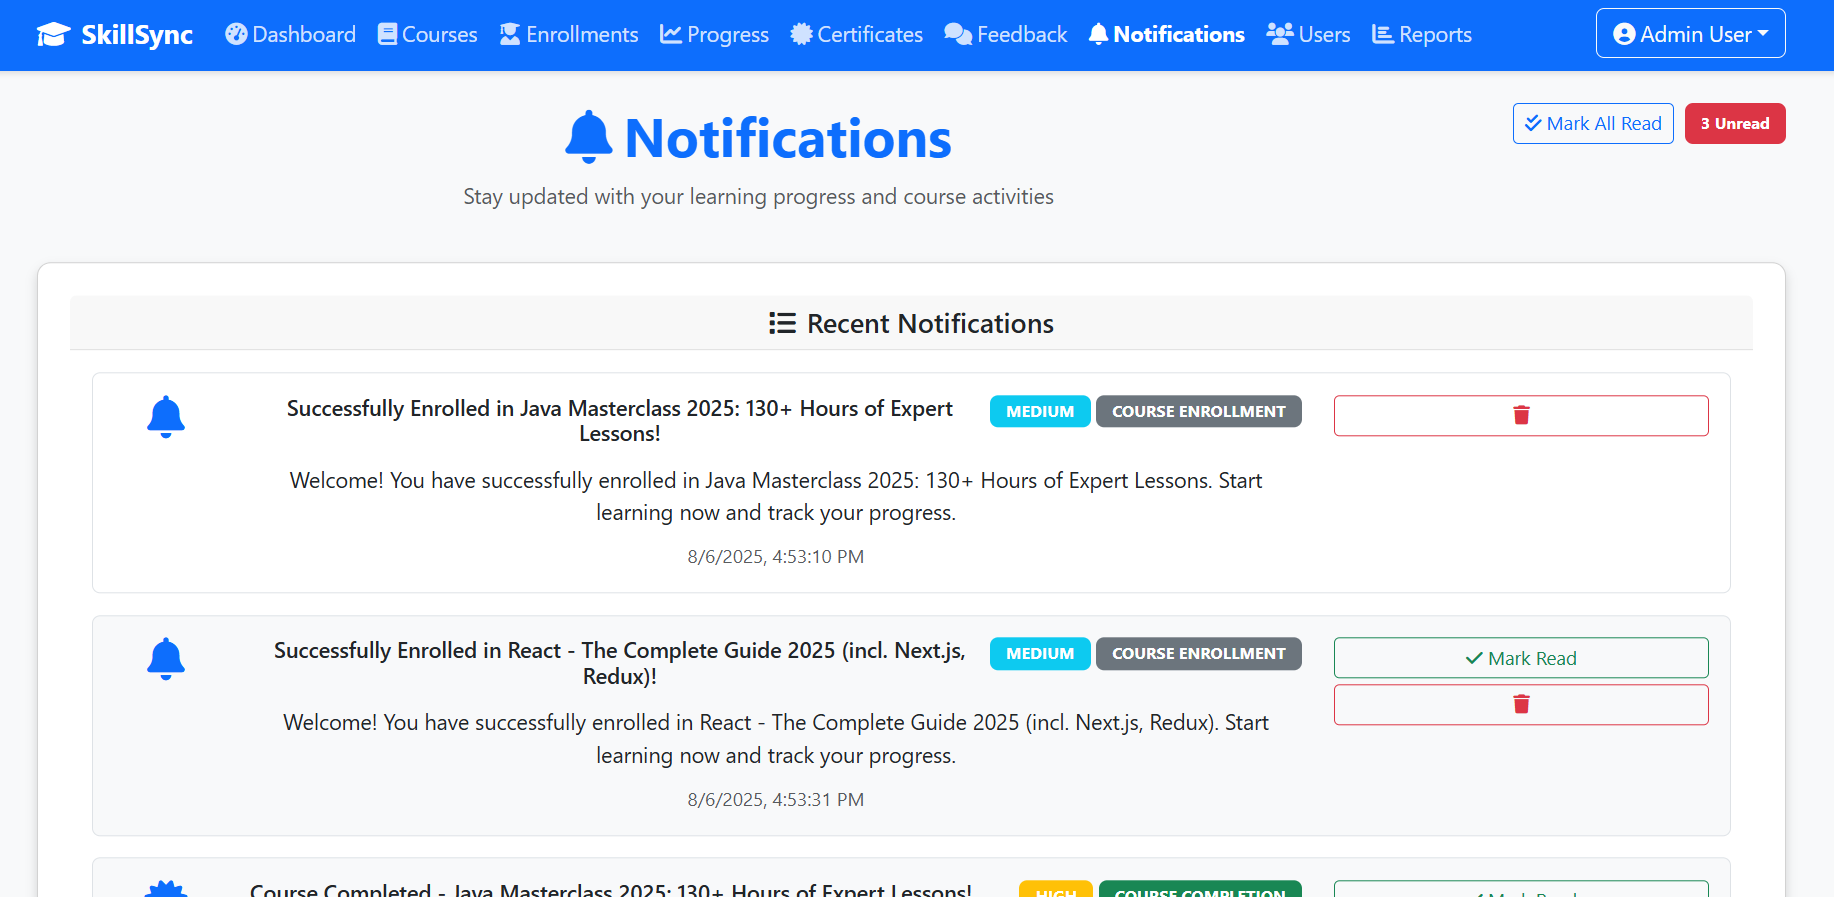 SkillSync Dashboard Courses Enrollments Progress Certificates Feedback Notifications Users Reports Admin User
Notifications
Mark All Read 3 Unread
Stay updated with your learning progress and course activities
Recent Notifications
Successfully Enrolled in Java Masterclass 2025: 130+ Hours of Expert
Lessons!
MEDIUM COURSE ENROLLMENT
Welcome! You have successfully enrolled in Java Masterclass 2025: 130+ Hours of Expert Lessons. Start
learning now and track your progress.
8/6/2025, 4:53:10 PM
Successfully Enrolled in React - The Complete Guide 2025 (incl. Next.js,
Redux)!
MEDIUM COURSE ENROLLMENT
Mark Read
Welcome! You have successfully enrolled in React - The Complete Guide 2025 (incl. Next.js, Redux). Start
learning now and track your progress.
8/6/2025, 4:53:31 PM
Course Completed - Java Masterclass 2025: 130+ Hours of Expert Lessons!
HIGH COURSE COMPLETION
Mark Read